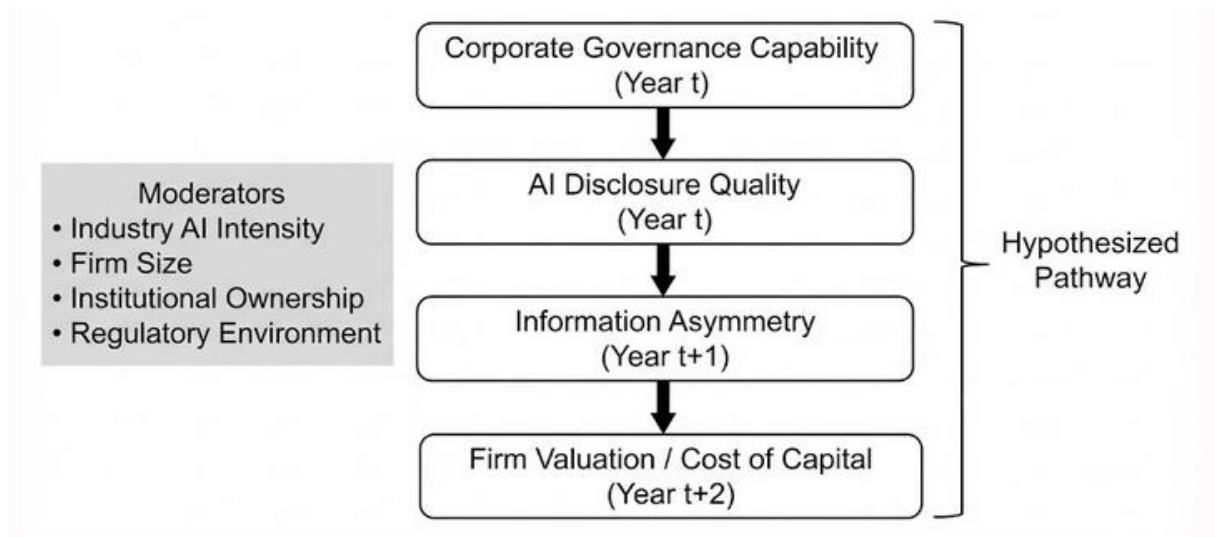 Corporate Governance Capability
(Year t)
AI Disclosure Quality
(Year t)
Moderators
• Industry AI Intensity
• Firm Size
• Institutional Ownership
• Regulatory Environment
Information Asymmetry
(Year t+1)
Firm Valuation / Cost of Capital
(Year t+2)
Hypothesized
Pathway